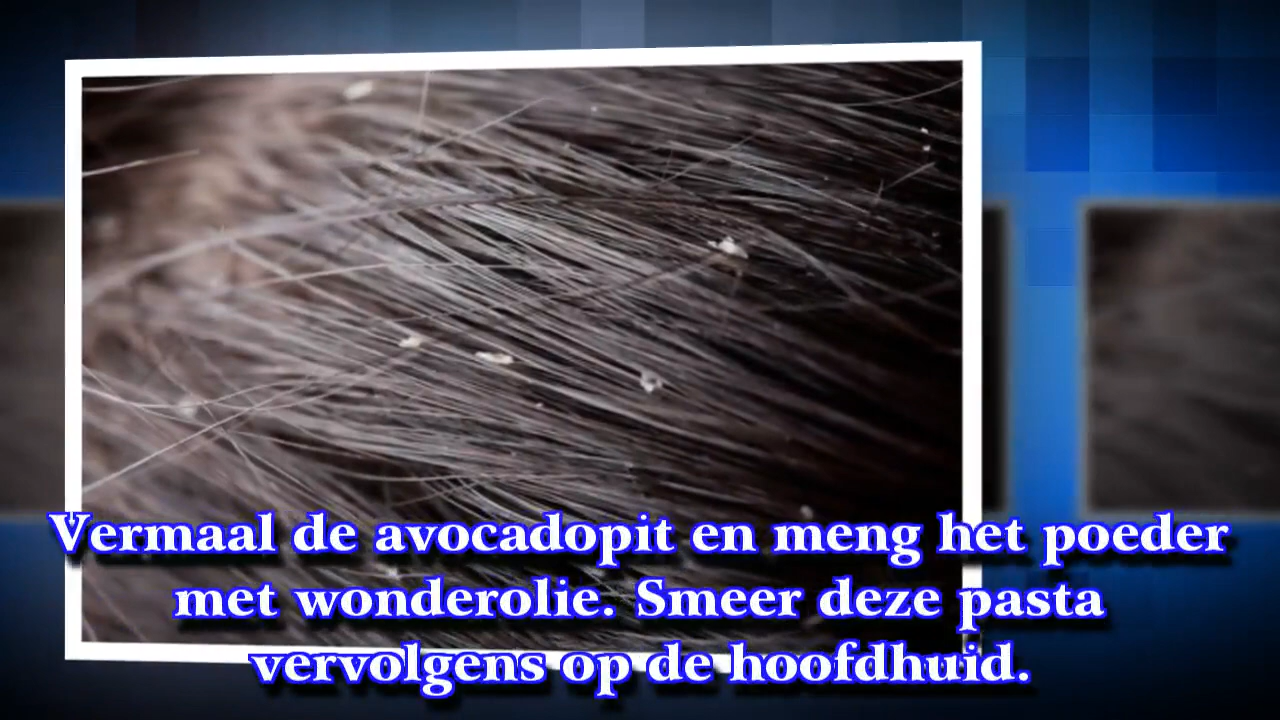 Vermaal de avocadopit en meng het poeder
met wonderolie. Smeer deze pasta
vervolgens op de hoofdhuid.